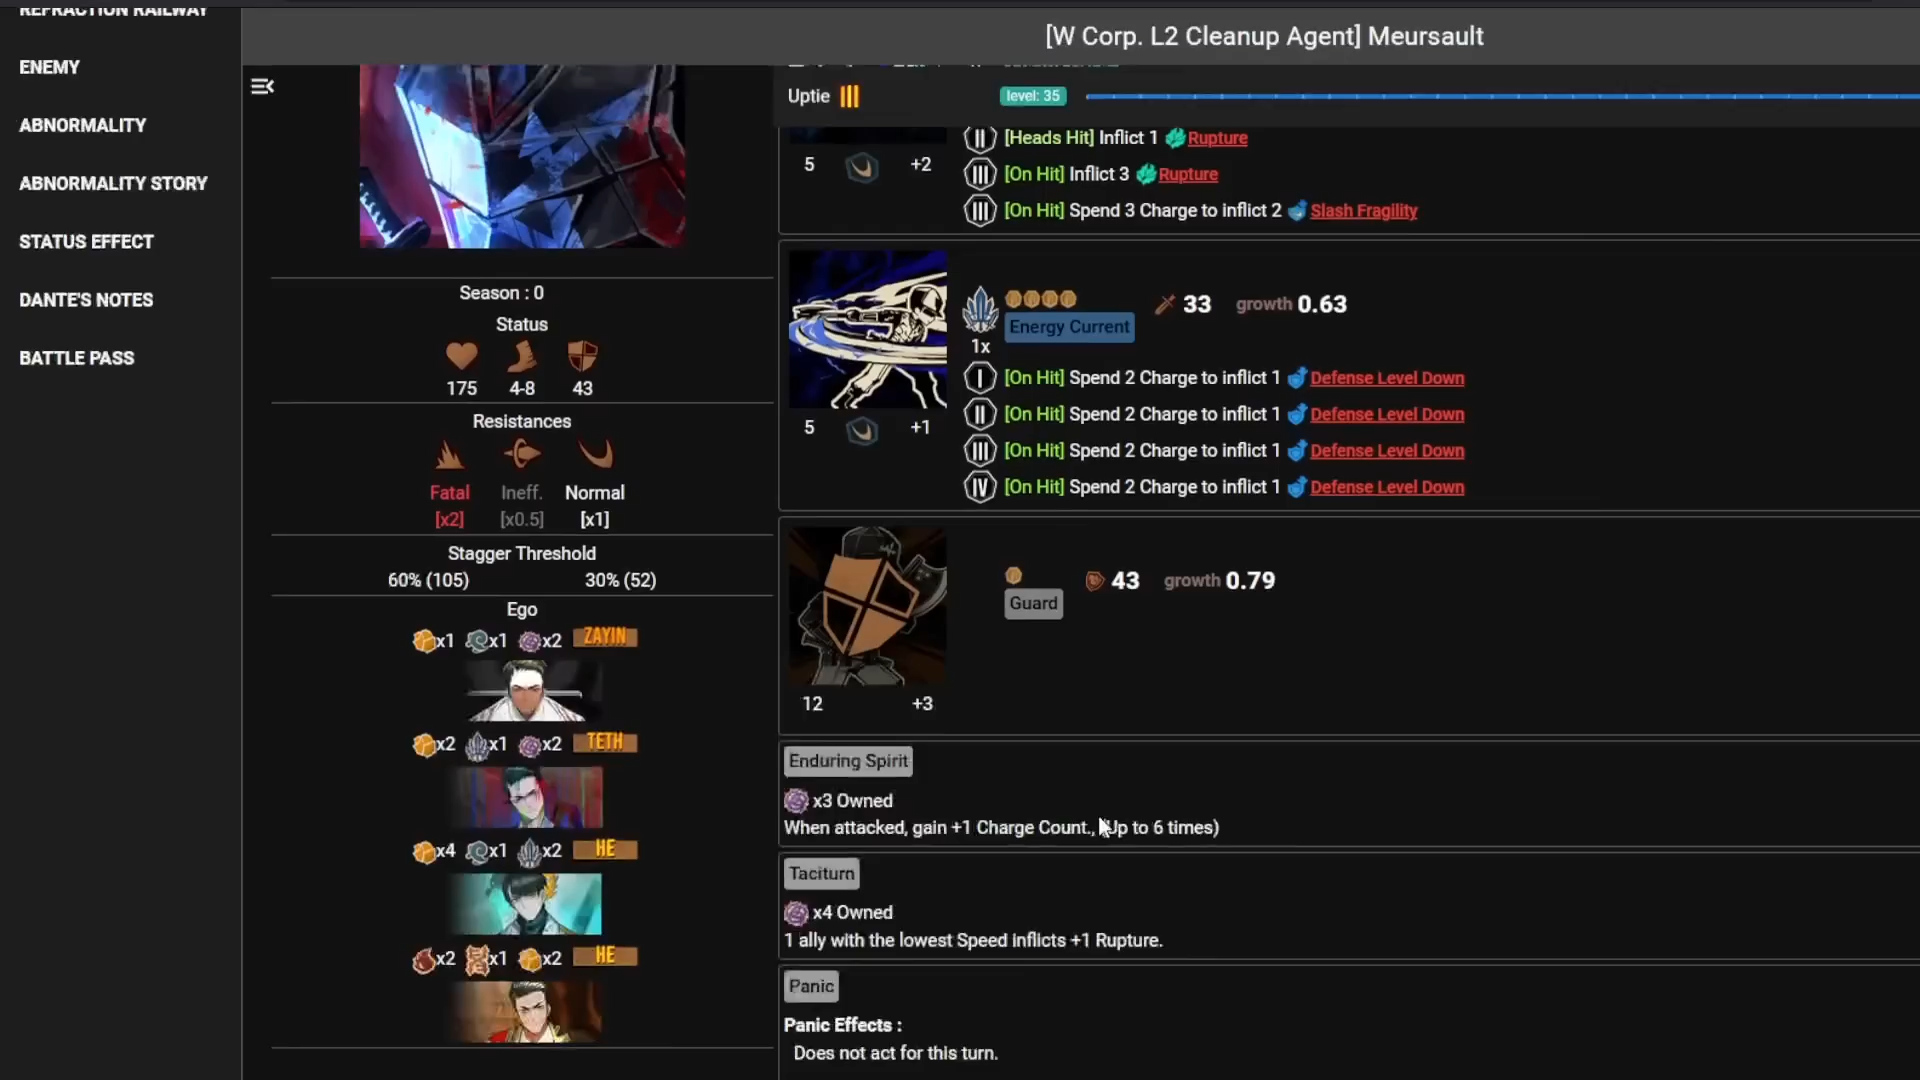 REFRACTION RAILWAY
ENEMY
ABNORMALITY
ABNORMALITY STORY
STATUS EFFECT
DANTE'S NOTES
BATTLE PASS
[W Corp. L2 Cleanup Agent] Meursault
Season : 0
Status
175 4-8 43
Resistances
Fatal Ineff. Normal
[x2] [x0.5] [x1]
Stagger Threshold
60% (105) 30% (52)
Ego
x1 x1 x2 ZAYIN
x2 x1 x2 TETH
x4 x1 x2 HE
x2 x1 x2 HE
Uptie III level: 35
II [Heads Hit] Inflict 1 Rupture
5 +2
III [On Hit] Inflict 3 Rupture
III [On Hit] Spend 3 Charge to inflict 2 Slash Fragility
33 growth 0.63
Energy Current
1x
I [On Hit] Spend 2 Charge to inflict 1 Defense Level Down
II [On Hit] Spend 2 Charge to inflict 1 Defense Level Down
5 +1
III [On Hit] Spend 2 Charge to inflict 1 Defense Level Down
IV [On Hit] Spend 2 Charge to inflict 1 Defense Level Down
43 growth 0.79
Guard
12 +3
Enduring Spirit
x3 Owned
When attacked, gain +1 Charge Count., Up to 6 times)
Taciturn
x4 Owned
1 ally with the lowest Speed inflicts +1 Rupture.
Panic
Panic Effects :
Does not act for this turn.